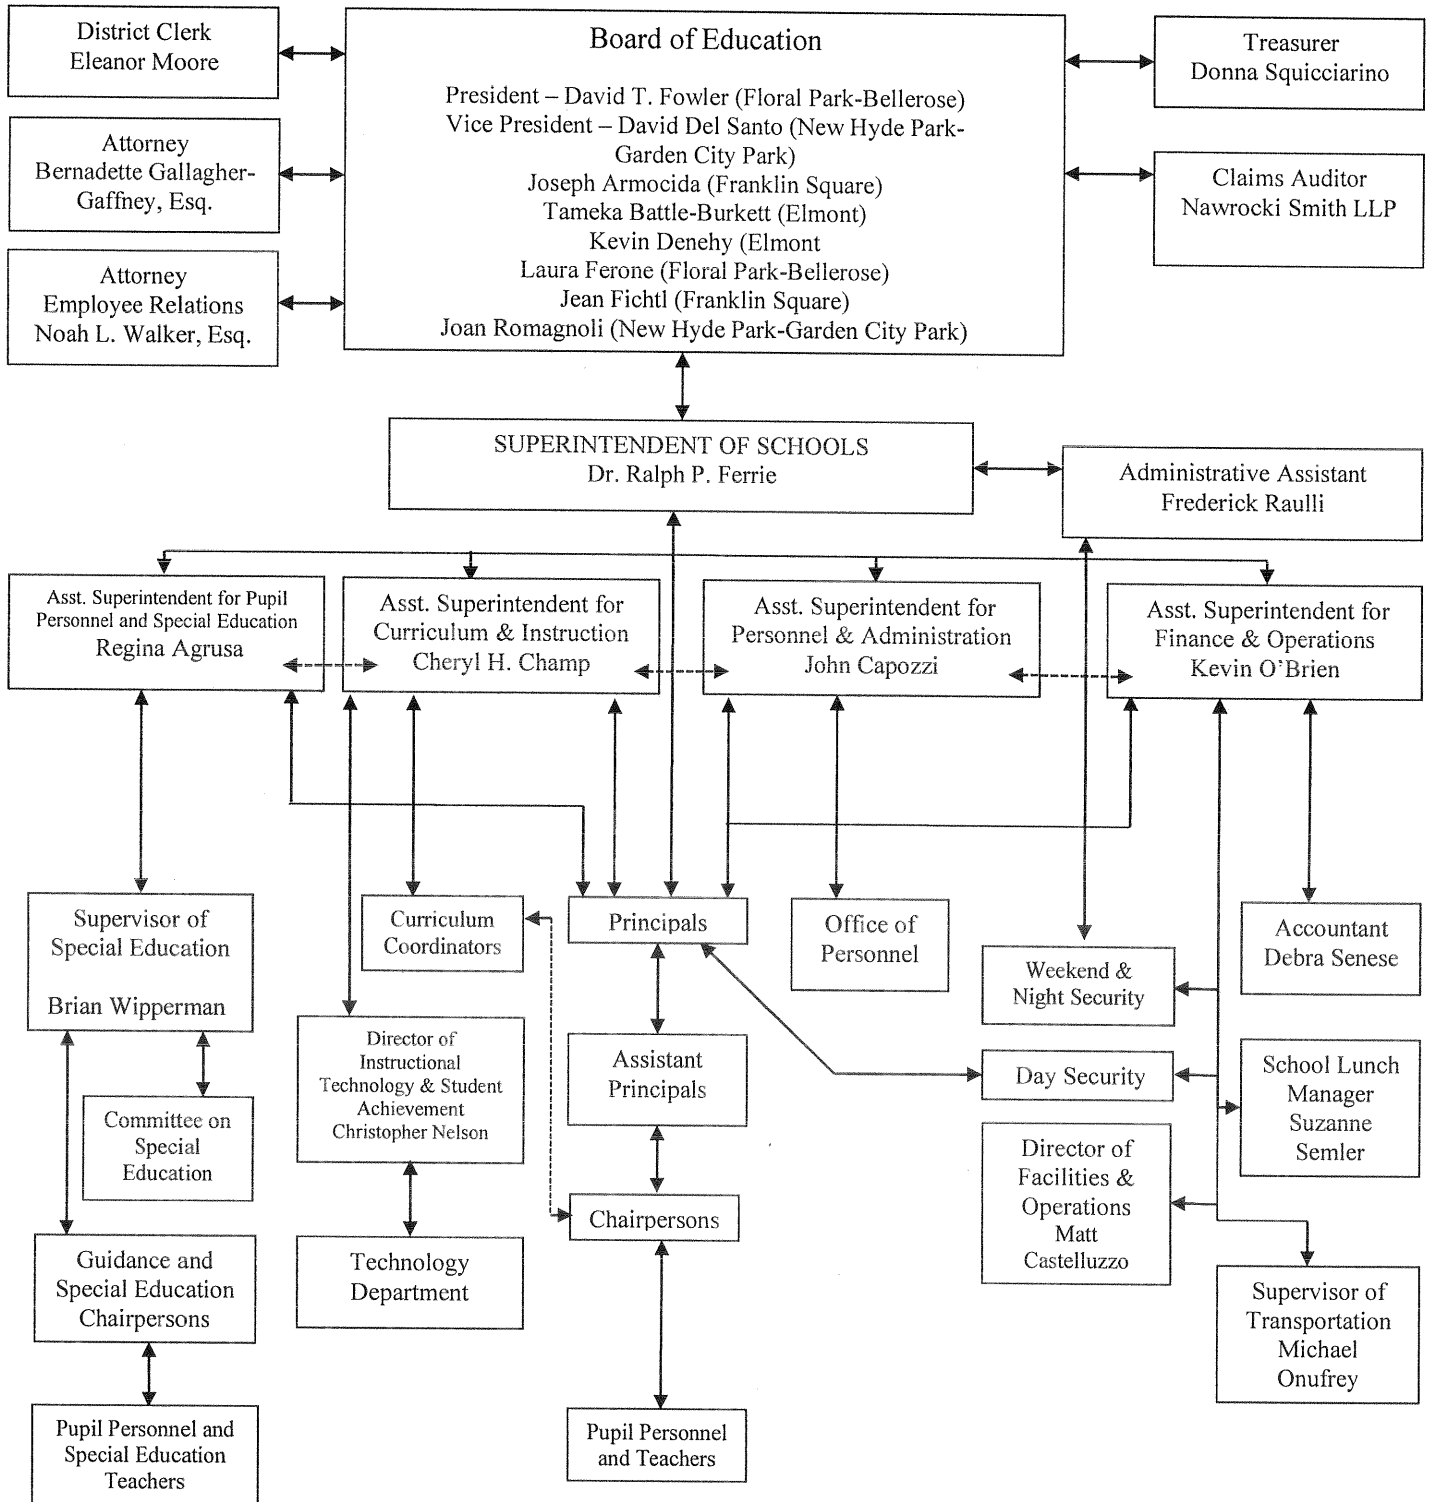 District Clerk
Eleanor Moore
Board of Education
President – David T. Fowler (Floral Park-Bellerose)
Vice President – David Del Santo (New Hyde Park-
Garden City Park)
Joseph Armocida (Franklin Square)
Tameka Battle-Burkett (Elmont)
Kevin Denehy (Elmont
Laura Ferone (Floral Park-Bellerose)
Jean Fichtl (Franklin Square)
Joan Romagnoli (New Hyde Park-Garden City Park)
Treasurer
Donna Squicciarino
Attorney
Bernadette Gallagher-
Gaffney, Esq.
Claims Auditor
Nawrocki Smith LLP
Attorney
Employee Relations
Noah L. Walker, Esq.
SUPERINTENDENT OF SCHOOLS
Dr. Ralph P. Ferrie
Administrative Assistant
Frederick Raulli
Asst. Superintendent for Pupil
Personnel and Special Education
Regina Agrusa
Asst. Superintendent for
Curriculum & Instruction
Cheryl H. Champ
Asst. Superintendent for
Personnel & Administration
John Capozzi
Asst. Superintendent for
Finance & Operations
Kevin O'Brien
Supervisor of
Special Education
Brian Wipperman
Curriculum
Coordinators
Principals
Office of
Personnel
Weekend &
Night Security
Accountant
Debra Senese
Director of
Instructional
Technology & Student
Achievement
Christopher Nelson
Assistant
Principals
Day Security
School Lunch
Manager
Suzanne
Semler
Committee on
Special
Education
Director of
Facilities &
Operations
Matt
Castelluzzo
Chairpersons
Guidance and
Special Education
Chairpersons
Technology
Department
Supervisor of
Transportation
Michael
Onufrey
Pupil Personnel and
Special Education
Teachers
Pupil Personnel
and Teachers